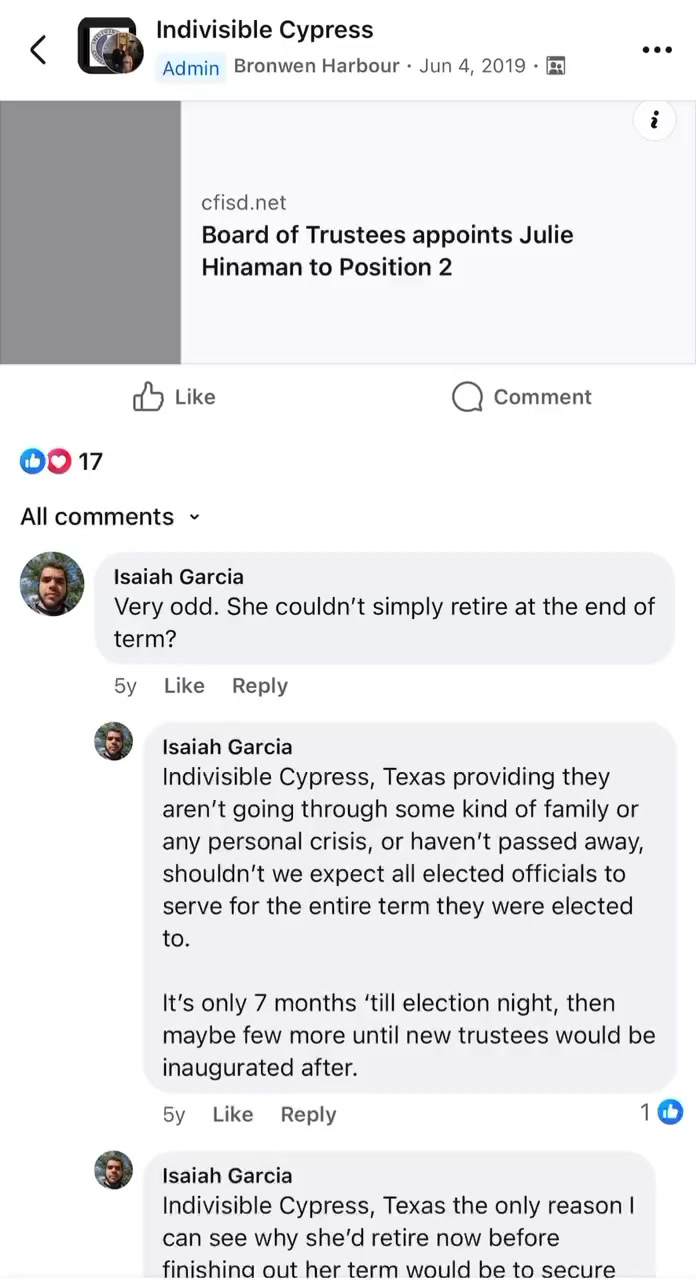 Indivisible Cypress
Admin Bronwen Harbour · Jun 4, 2019 ·
cfisd.net
Board of Trustees appoints Julie
Hinaman to Position 2
Like Comment
17
All comments
Isaiah Garcia
Very odd. She couldn’t simply retire at the end of
term?
5y Like Reply
Isaiah Garcia
Indivisible Cypress, Texas providing they
aren’t going through some kind of family or
any personal crisis, or haven’t passed away,
shouldn’t we expect all elected officials to
serve for the entire term they were elected
to.
It’s only 7 months ‘till election night, then
maybe few more until new trustees would be
inaugurated after.
5y Like Reply 1
Isaiah Garcia
Indivisible Cypress, Texas the only reason I
can see why she’d retire now before
finishing out her term would be to secure